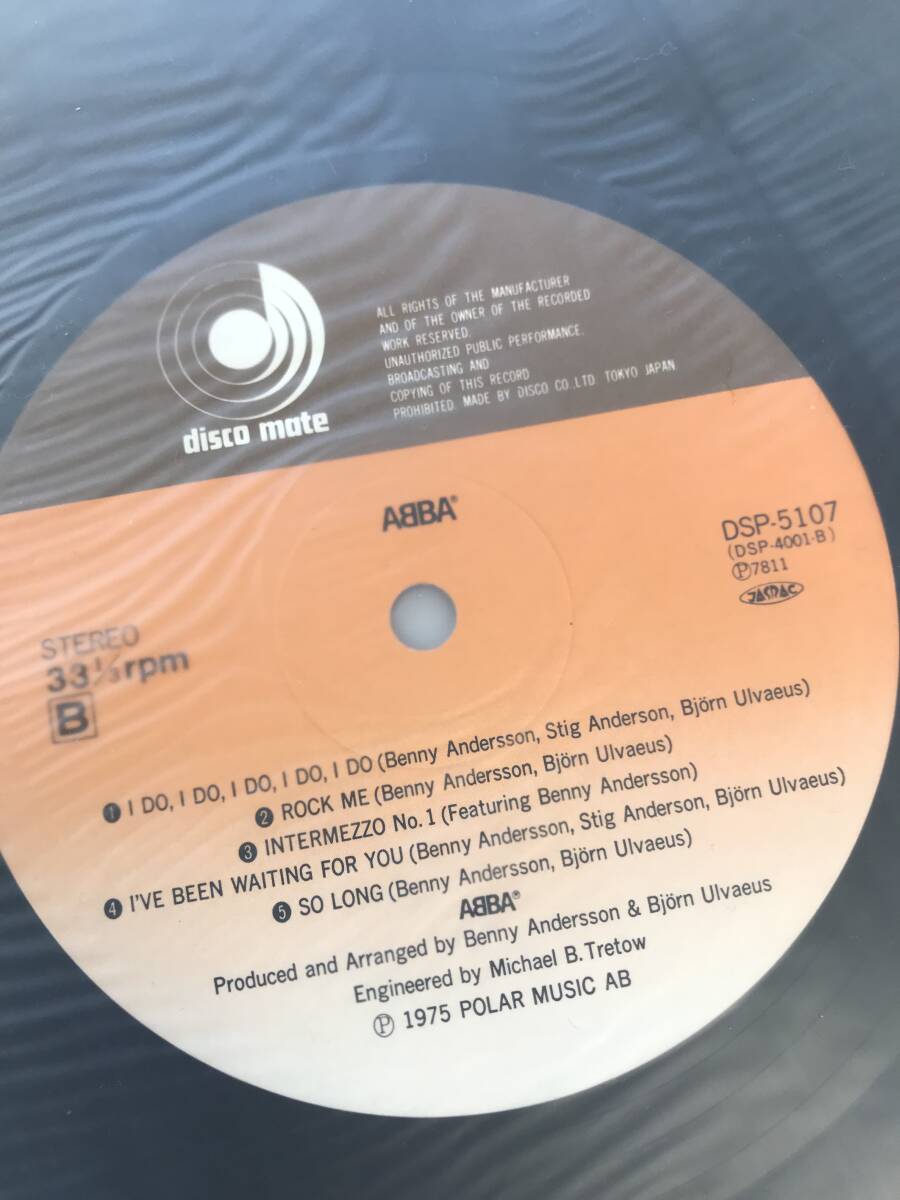 disco mate
ALL RIGHTS OF THE MANUFACTURER
AND OF THE OWNER OF THE RECORDED
WORK RESERVED.
UNAUTHORIZED PUBLIC PERFORMANCE.
BROADCASTING AND
COPYING OF THIS RECORD
PROHIBITED. MADE BY DISCO CO., LTD. TOKYO JAPAN
ABBA®
DSP-5107
(DSP-4001-B)
Ⓟ7811
JASRAC
STEREO
33 1/3 rpm
B
❶ I DO, I DO, I DO, I DO, I DO (Benny Andersson, Stig Anderson, Björn Ulvaeus)
❷ ROCK ME (Benny Andersson, Björn Ulvaeus)
❸ INTERMEZZO No. 1 (Featuring Benny Andersson)
❹ I'VE BEEN WAITING FOR YOU (Benny Andersson, Stig Anderson, Björn Ulvaeus)
❺ SO LONG (Benny Andersson, Björn Ulvaeus)
ABBA®
Produced and Arranged by Benny Andersson & Björn Ulvaeus
Engineered by Michael B. Tretow
Ⓟ 1975 POLAR MUSIC AB